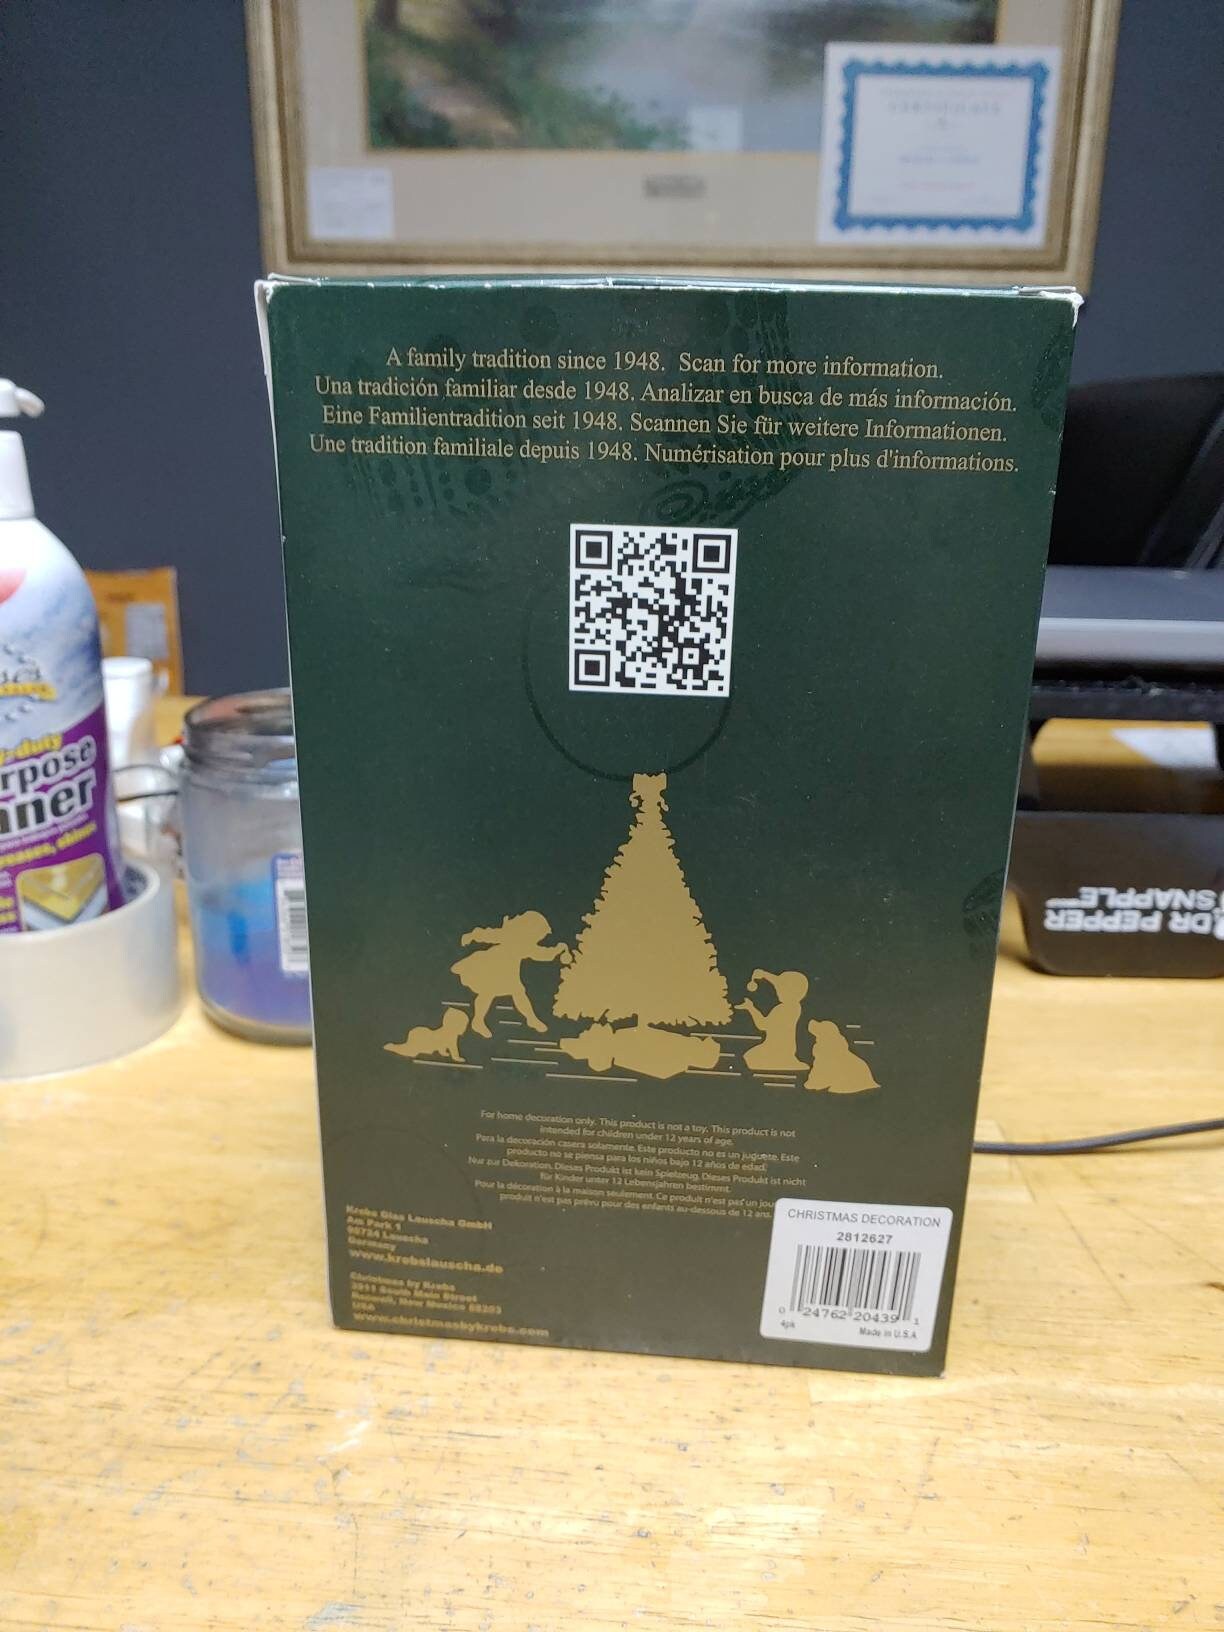 CERTIFICATE
A family tradition since 1948. Scan for more information.
Una tradición familiar desde 1948. Analizar en busca de más información.
Eine Familientradition seit 1948. Scannen Sie für weitere Informationen.
Une tradition familiale depuis 1948. Numérisation pour plus d'informations.
For home decoration only. This product is not a toy. This product is not
intended for children under 12 years of age.
Para la decoración casera solamente. Este producto no es un juguete. Este
producto no se piensa para los niños bajo 12 años de edad.
Nur zur Dekoration. Dieses Produkt ist kein Spielzeug. Dieses Produkt ist nicht
für Kinder unter 12 Lebensjahren bestimmt.
Pour la décoration à la maison seulement. Ce produit n'est pas un jou
produit n'est pas prévu pour des enfants au-dessous de 12 ans.
Krebs Glas Lauscha GmbH
Am Park 1
98724 Lauscha
Germany
www.krebslauscha.de
Christmas by Krebs
3911 South Main Street
Roswell, New Mexico 88203
USA
www.christmasbykrebs.com
CHRISTMAS DECORATION
2812627
0 24762 20439 1
4pk Made in U.S.A
rpose
aner
DR PEPPER
SNAPPLE